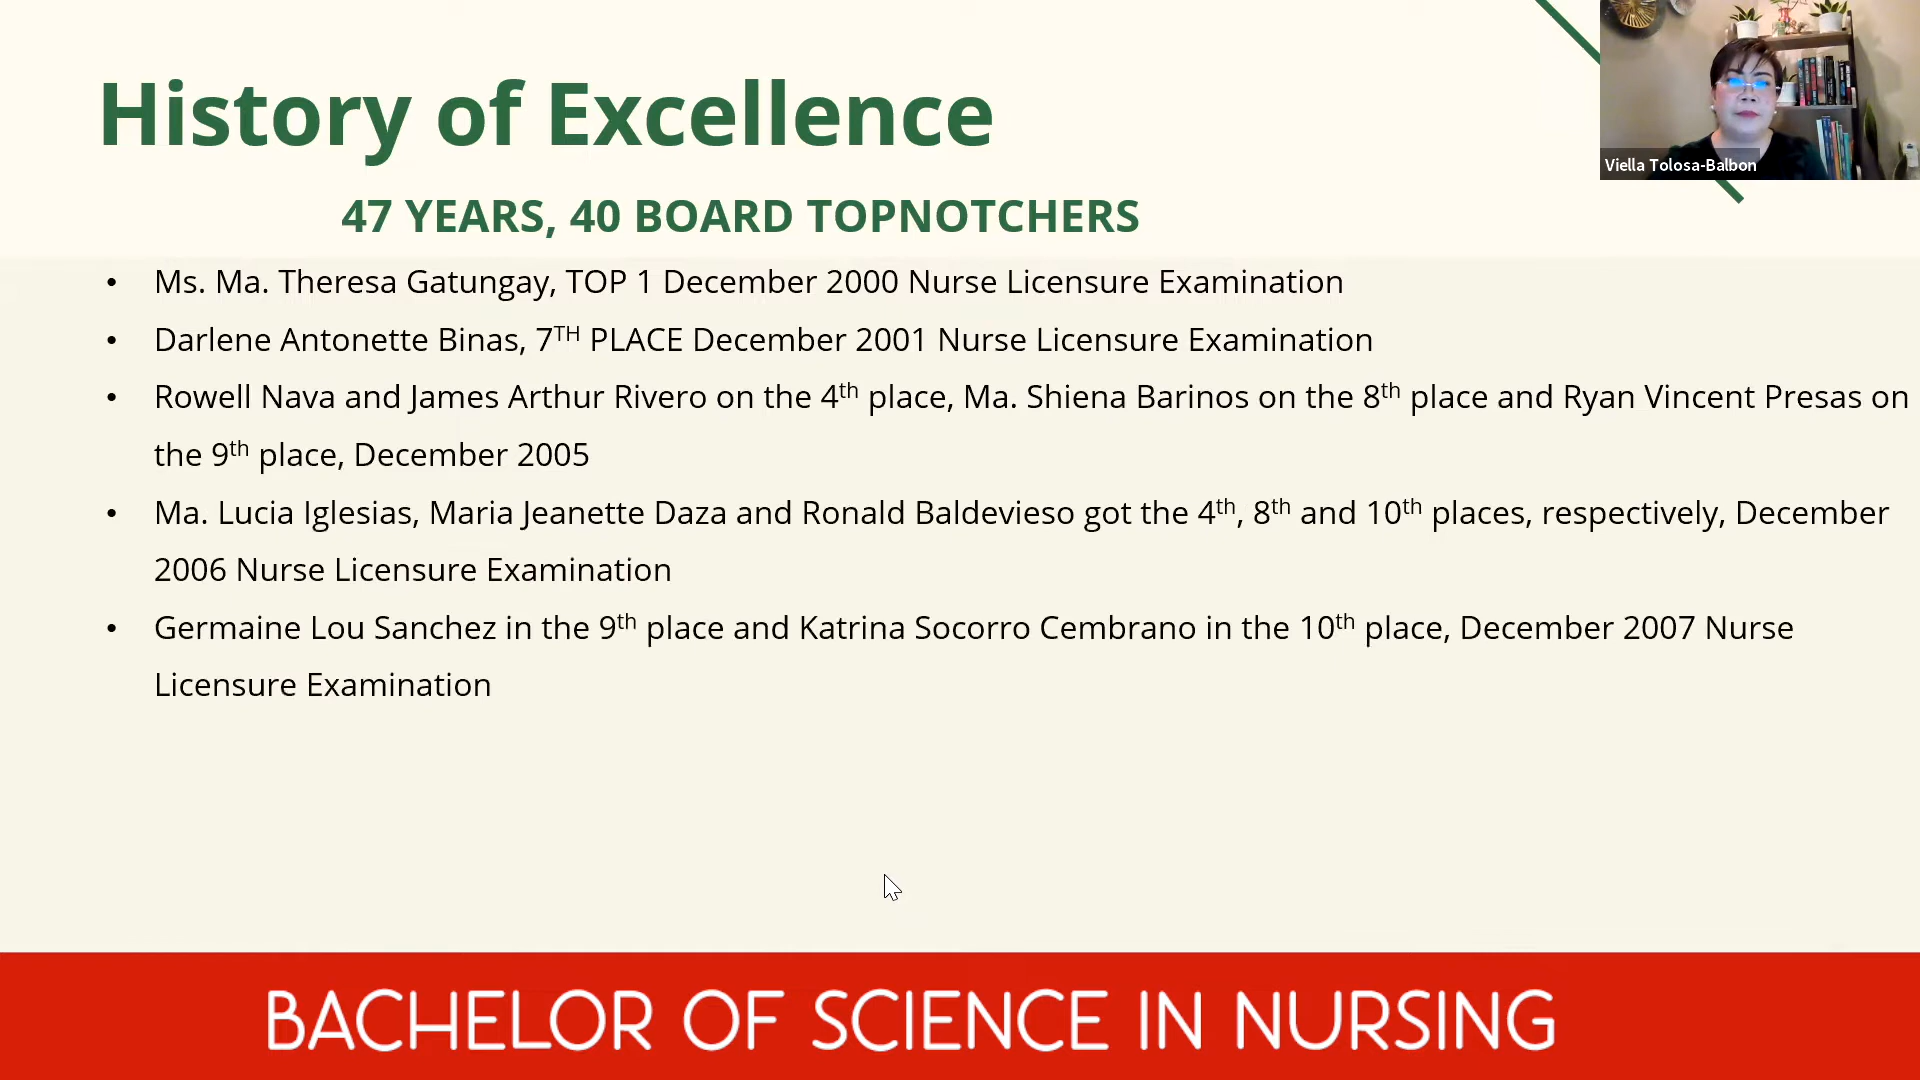 History of Excellence
47 YEARS, 40 BOARD TOPNOTCHERS
Viella Tolosa-Balbon
• Ms. Ma. Theresa Gatungay, TOP 1 December 2000 Nurse Licensure Examination
• Darlene Antonette Binas, 7TH PLACE December 2001 Nurse Licensure Examination
• Rowell Nava and James Arthur Rivero on the 4th place, Ma. Shiena Barinos on the 8th place and Ryan Vincent Presas on
the 9th place, December 2005
• Ma. Lucia Iglesias, Maria Jeanette Daza and Ronald Baldevieso got the 4th, 8th and 10th places, respectively, December
2006 Nurse Licensure Examination
• Germaine Lou Sanchez in the 9th place and Katrina Socorro Cembrano in the 10th place, December 2007 Nurse
Licensure Examination
BACHELOR OF SCIENCE IN NURSING